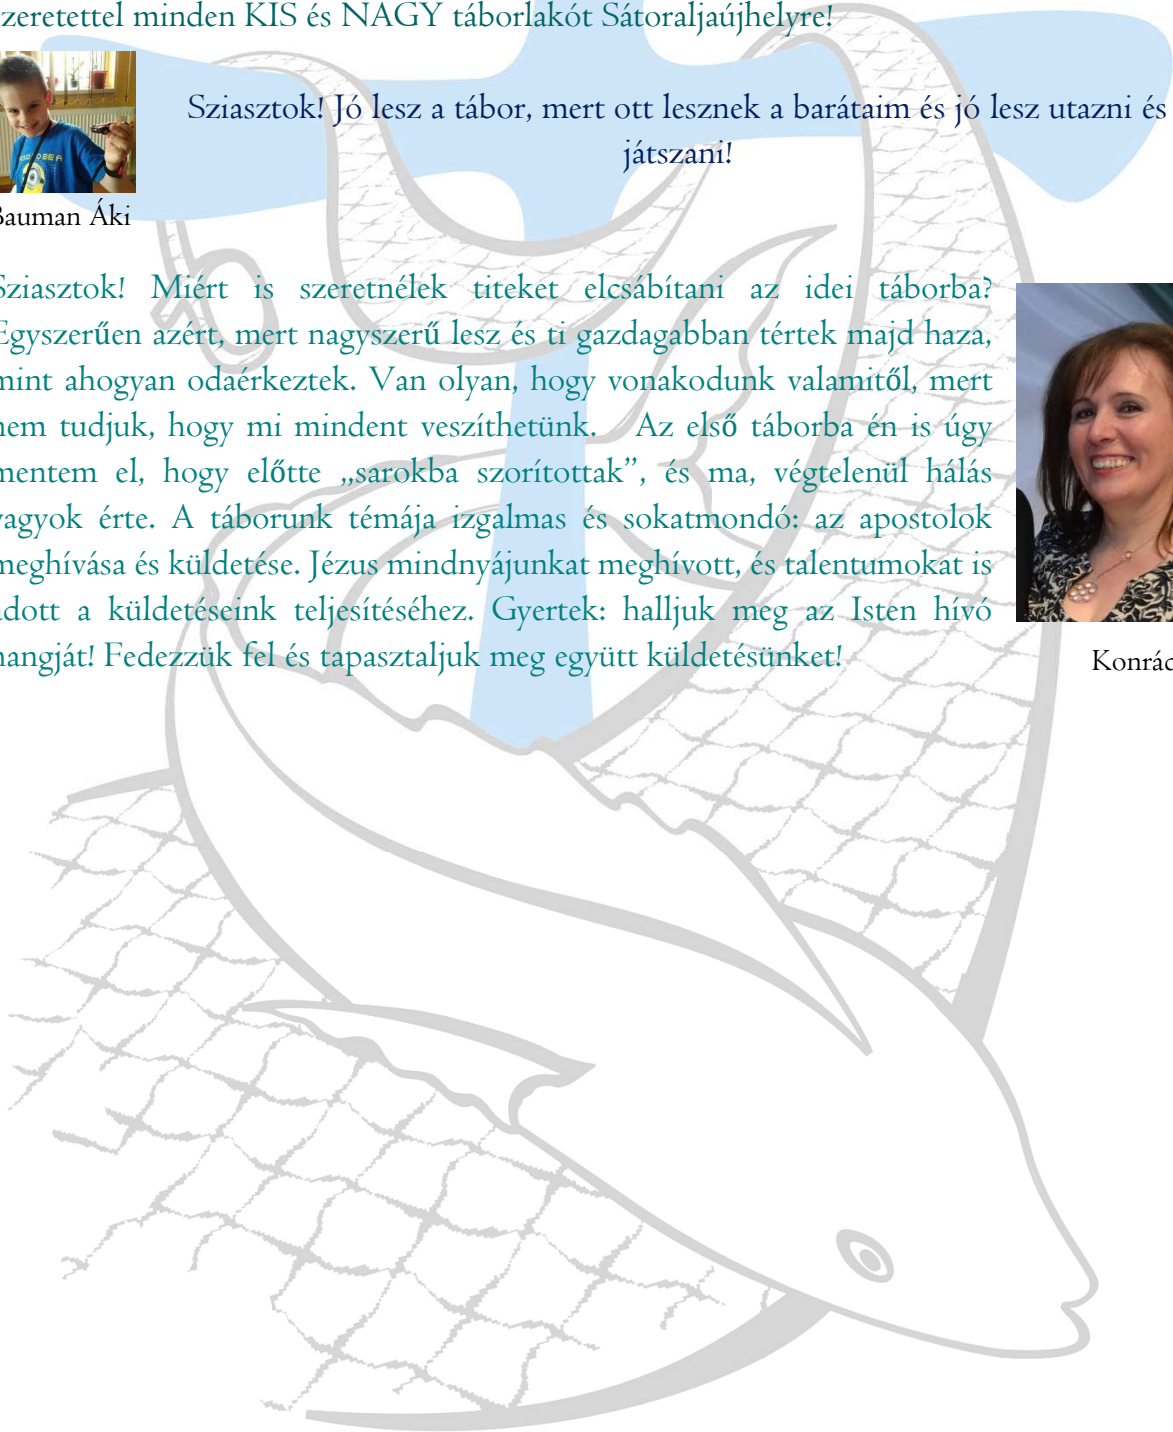 zeretettel minden KIS és NAGY táborlakót Sátoraljaújhelyre!
Sziasztok! Jó lesz a tábor, mert ott lesznek a barátaim és jó lesz utazni és
játszani!
Bauman Áki
Sziasztok! Miért is szeretnélek titeket elcsábítani az idei táborba?
Egyszerűen azért, mert nagyszerű lesz és ti gazdagabban tértek majd haza,
mint ahogyan odaérkeztek. Van olyan, hogy vonakodunk valamitől, mert
nem tudjuk, hogy mi mindent veszíthetünk. Az első táborba én is úgy
mentem el, hogy előtte „sarokba szorítottak”, és ma, végtelenül hálás
vagyok érte. A táborunk témája izgalmas és sokatmondó: az apostolok
meghívása és küldetése. Jézus mindnyájunkat meghívott, és talentumokat is
adott a küldetéseink teljesítéséhez. Gyertek: halljuk meg az Isten hívó
hangját! Fedezzük fel és tapasztaljuk meg együtt küldetésünket!
Konrád